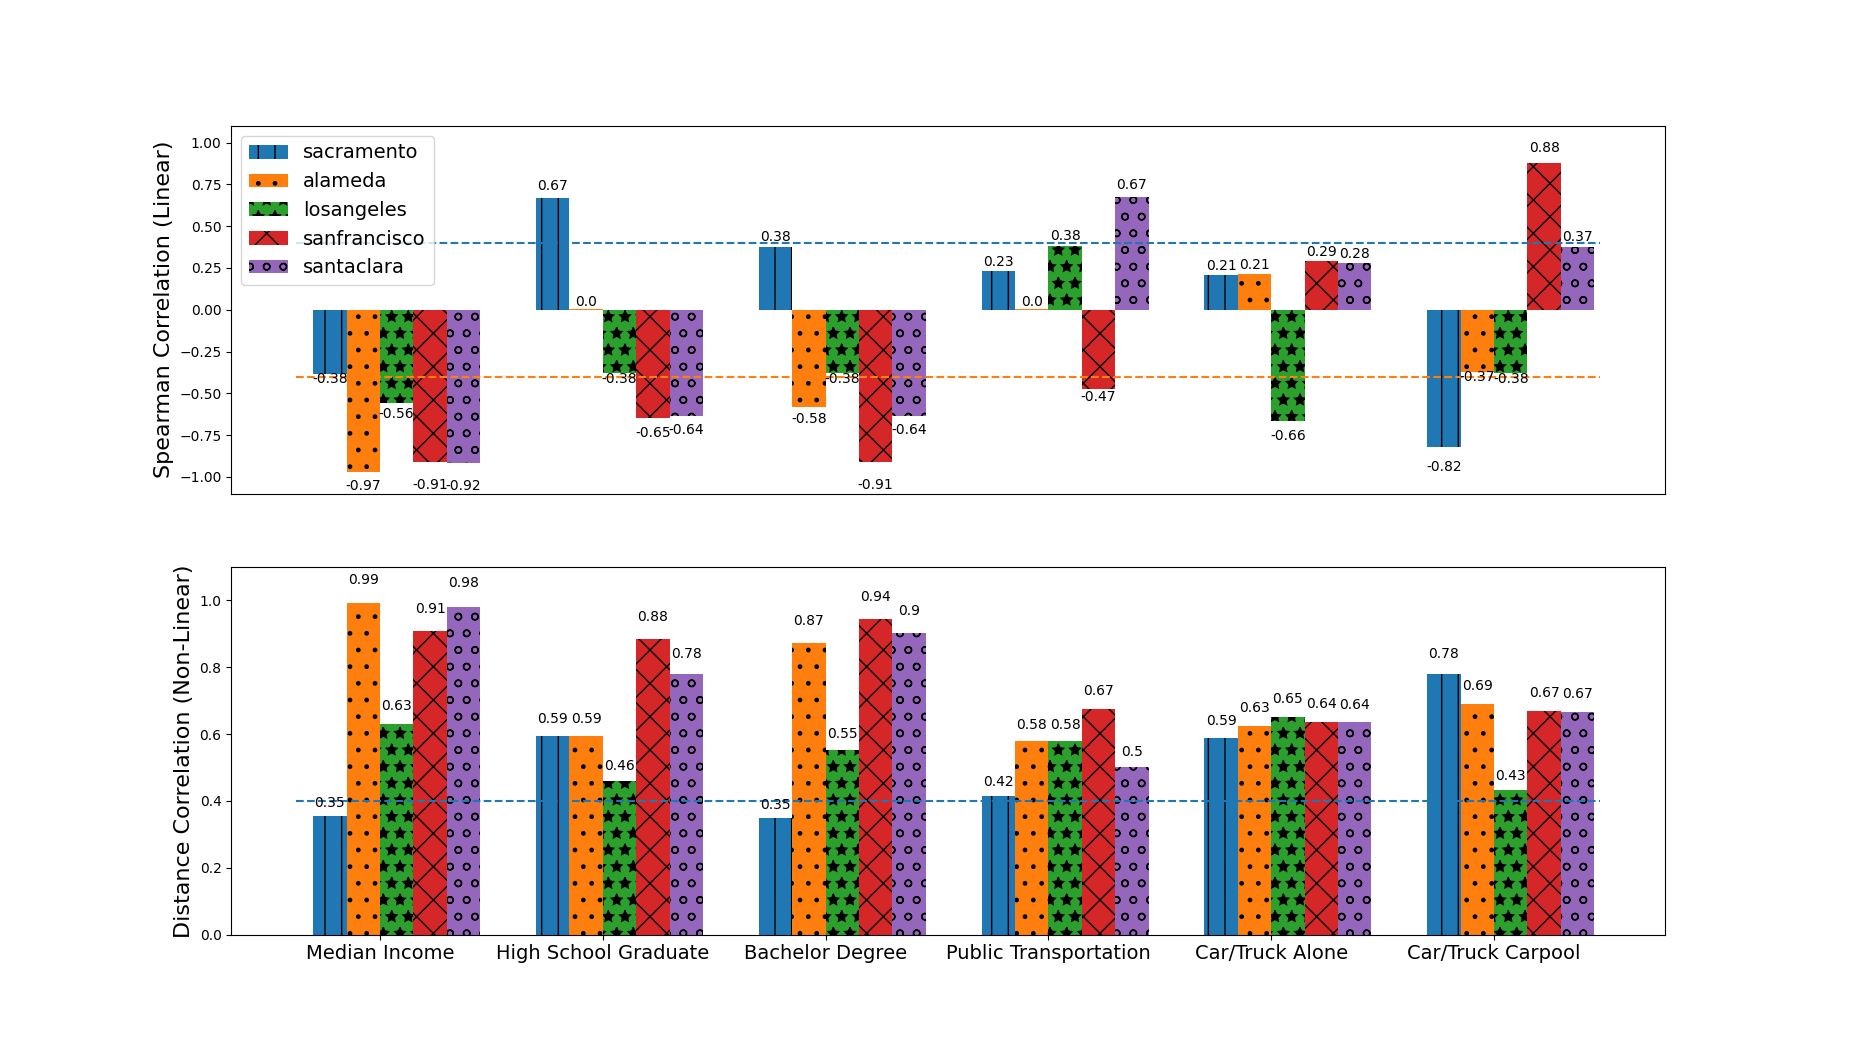 Spearman Correlation (Linear)
1.00
0.75
0.50
0.25
0.00
−0.25
−0.50
−0.75
−1.00
sacramento
alameda
losangeles
sanfrancisco
santaclara
-0.38 -0.97 -0.56 -0.91 -0.92
0.67 0.0 -0.38 -0.65 -0.64
0.38 -0.58 -0.38 -0.91 -0.64
0.23 0.0 0.38 -0.47 0.67
0.21 0.21 -0.66 0.29 0.28
-0.82 -0.37 -0.38 0.88 0.37
Distance Correlation (Non-Linear)
1.0
0.8
0.6
0.4
0.2
0.0
0.35 0.99 0.63 0.91 0.98
0.59 0.59 0.46 0.88 0.78
0.35 0.87 0.55 0.94 0.9
0.42 0.58 0.58 0.67 0.5
0.59 0.63 0.65 0.64 0.64
0.78 0.69 0.43 0.67 0.67
Median Income
High School Graduate
Bachelor Degree
Public Transportation
Car/Truck Alone
Car/Truck Carpool